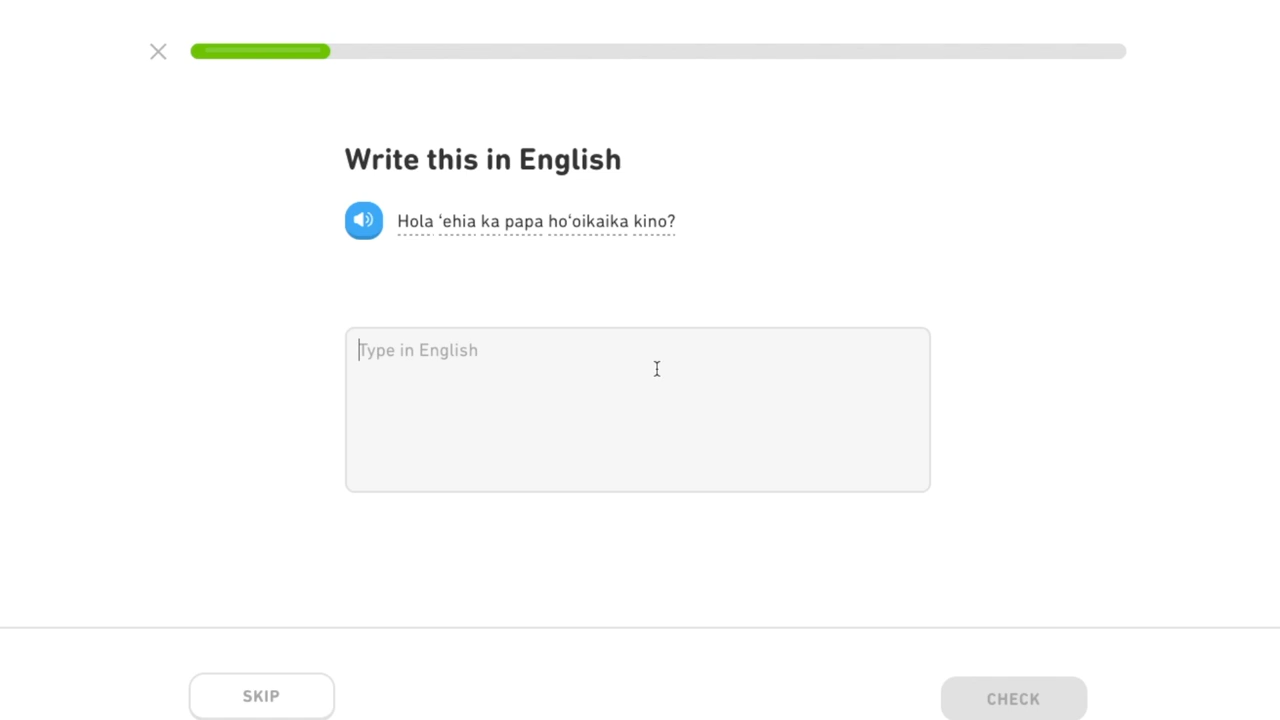 Write this in English
Hola ʻehia ka papa hoʻoikaika kino?
Type in English
SKIP
CHECK